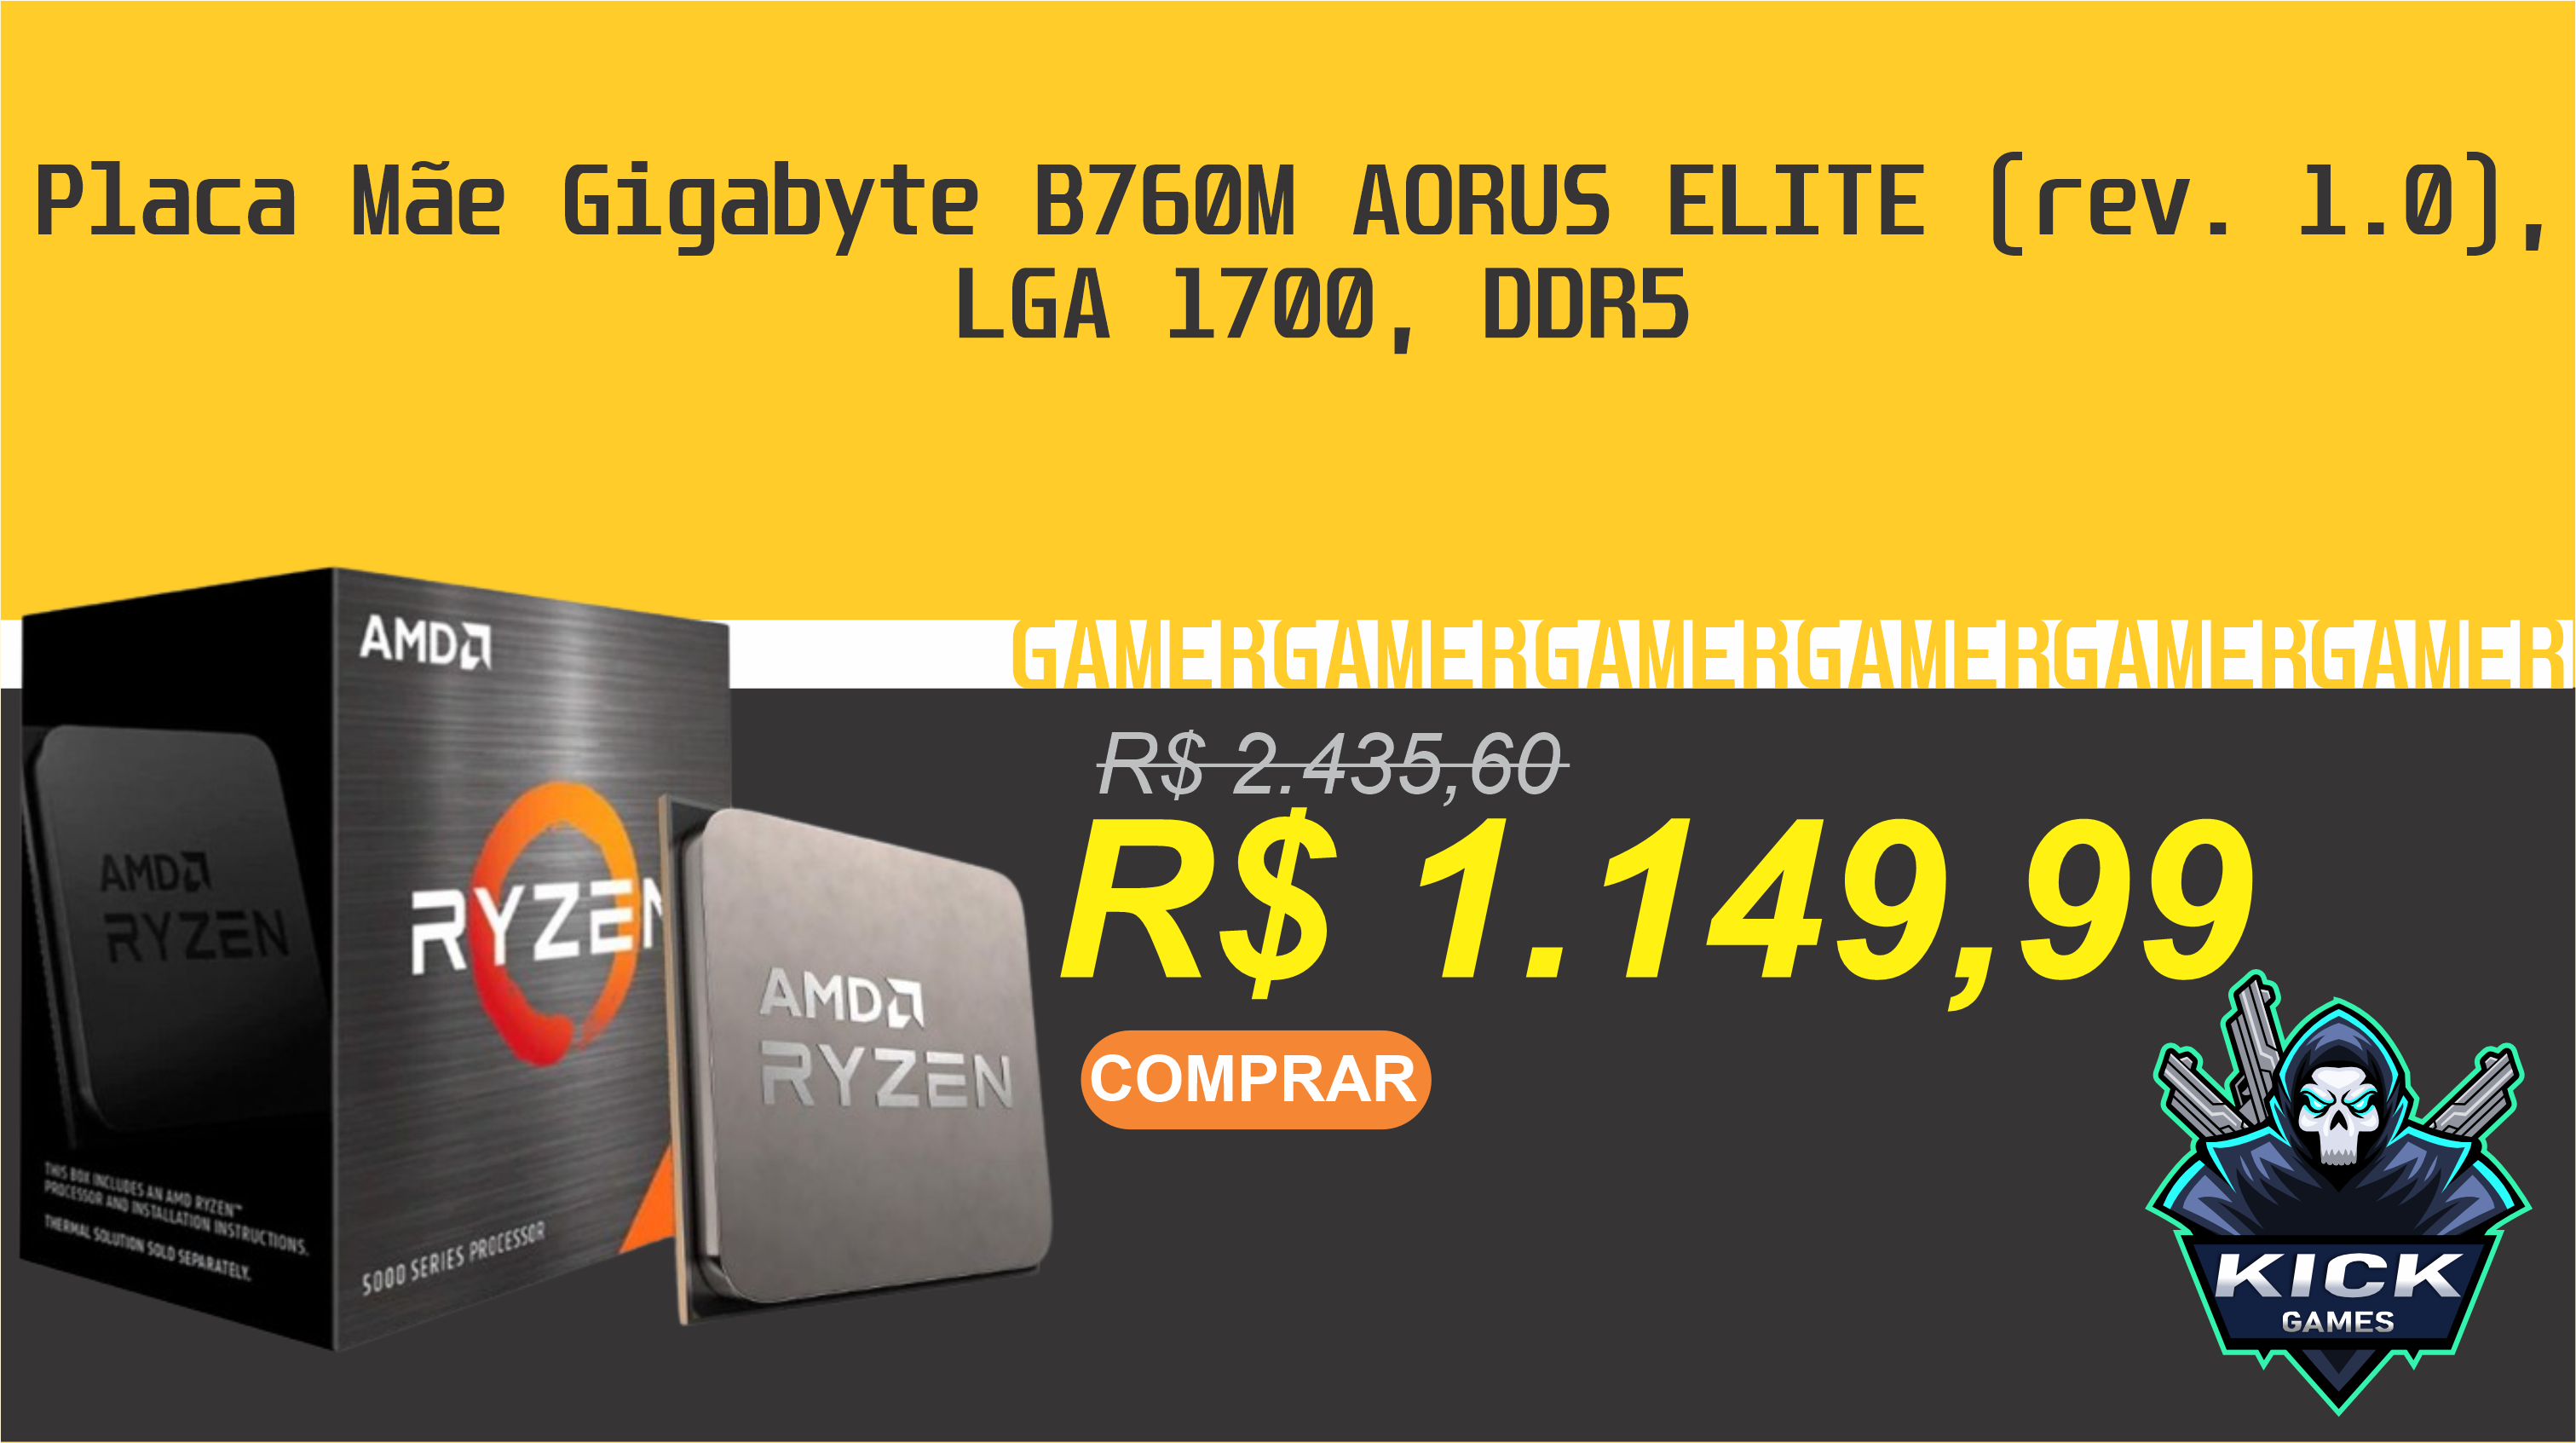 Placa Mãe Gigabyte B760M AORUS ELITE (rev. 1.0),
LGA 1700, DDR5
GAMERGAMERGAMERGAMERGAMERGAMER
R$ 2.435,60
R$ 1.149,99
COMPRAR
AMD
RYZEN
5000 SERIES PROCESSOR
AMD
RYZEN
THIS BOX INCLUDES AN AMD RYZEN™
PROCESSOR AND INSTALLATION INSTRUCTIONS.
THERMAL SOLUTION SOLD SEPARATELY.
AMD
RYZEN
KICK
GAMES